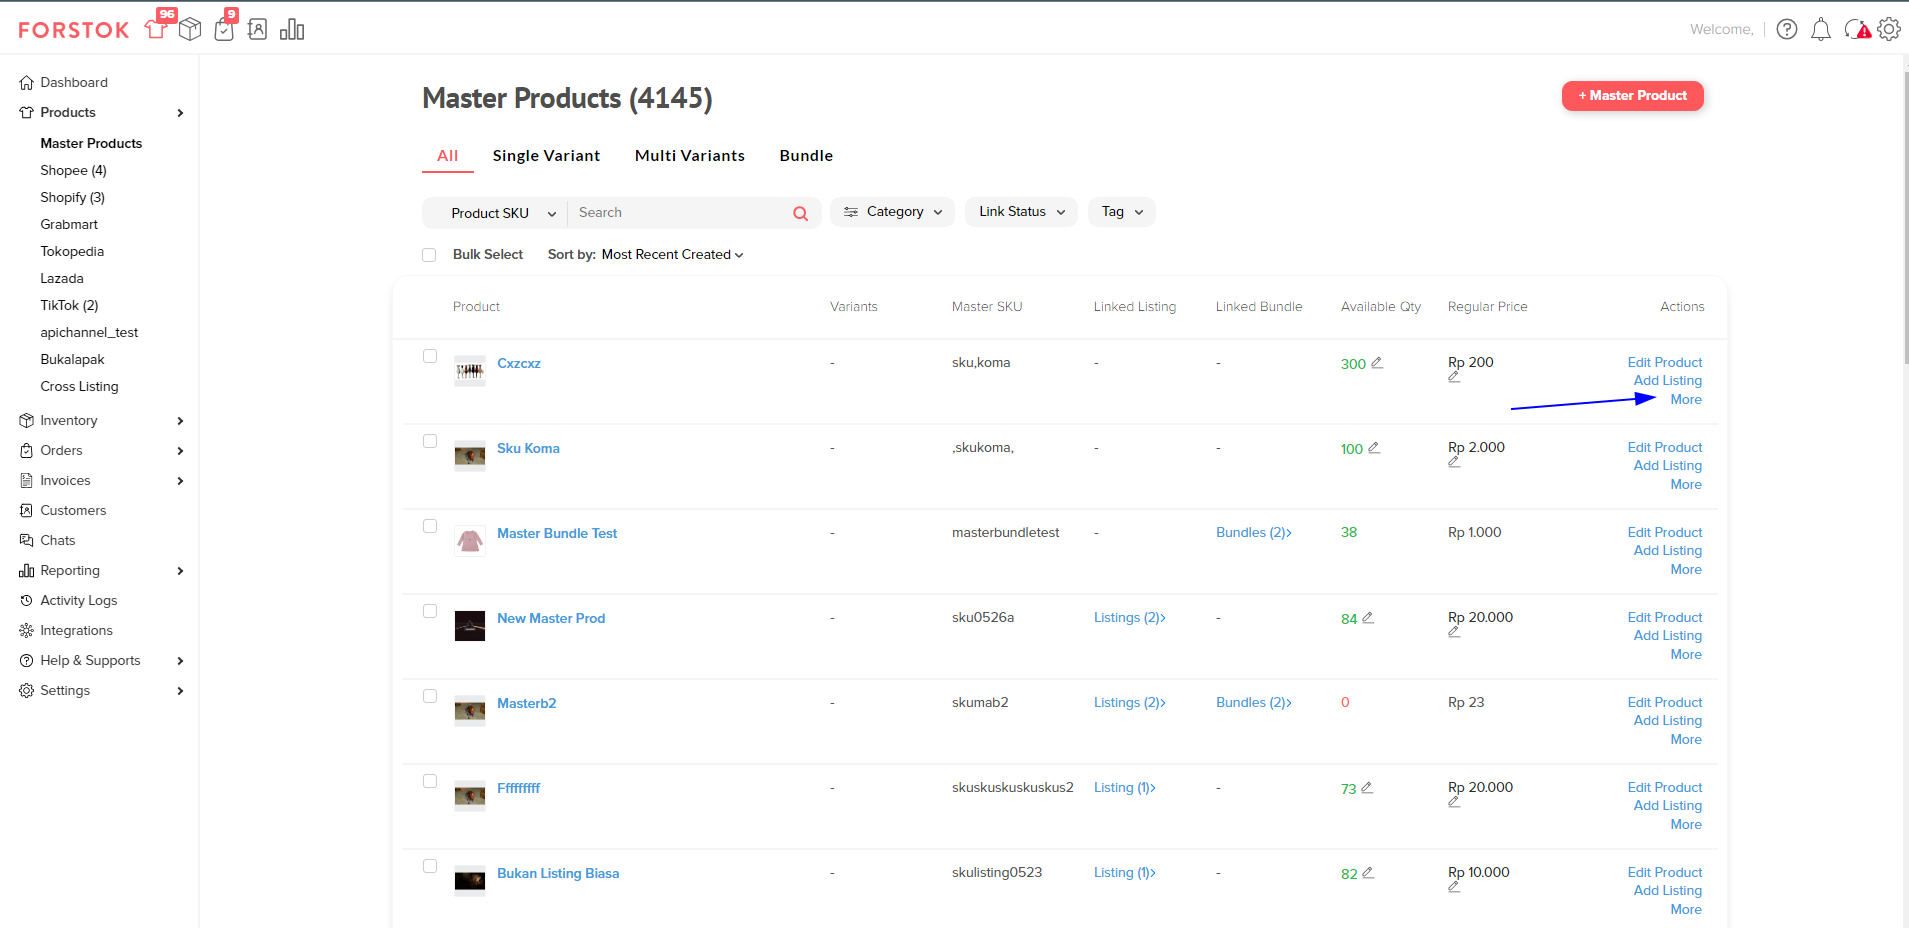 FORSTOK 96 9 Welcome,
Dashboard
Products
Master Products
Shopee (4)
Shopify (3)
Grabmart
Tokopedia
Lazada
TikTok (2)
apichannel_test
Bukalapak
Cross Listing
Inventory
Orders
Invoices
Customers
Chats
Reporting
Activity Logs
Integrations
Help & Supports
Settings
Master Products (4145) + Master Product
All Single Variant Multi Variants Bundle
Product SKU Search Category Link Status Tag
Bulk Select Sort by: Most Recent Created
Product Variants Master SKU Linked Listing Linked Bundle Available Qty Regular Price Actions
Cxzcxz - sku,koma - - 300 Rp 200 Edit Product
Add Listing
More
Sku Koma - ,skukoma, - - 100 Rp 2.000 Edit Product
Add Listing
More
Master Bundle Test - masterbundletest - Bundles (2)> 38 Rp 1.000 Edit Product
Add Listing
More
New Master Prod - sku0526a Listings (2)> - 84 Rp 20.000 Edit Product
Add Listing
More
Masterb2 - skumab2 Listings (2)> Bundles (2)> 0 Rp 23 Edit Product
Add Listing
More
Fffffffff - skuskuskuskuskus2 Listing (1)> - 73 Rp 20.000 Edit Product
Add Listing
More
Bukan Listing Biasa - skulisting0523 Listing (1)> - 82 Rp 10.000 Edit Product
Add Listing
More